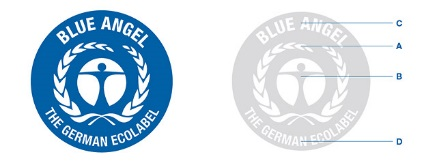 BLUE ANGEL
THE GERMAN ECOLABEL
BLUE ANGEL
THE GERMAN ECOLABEL
C
A
B
D